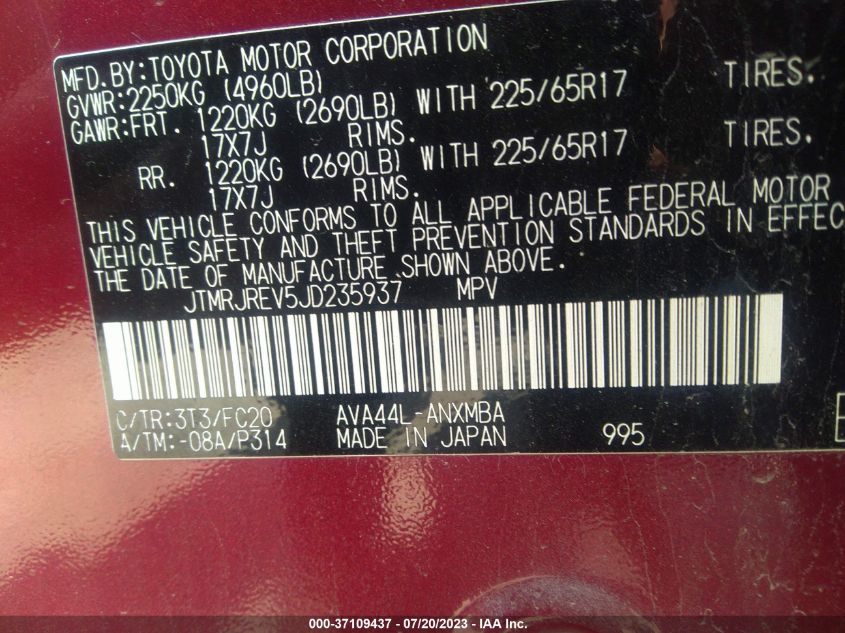 MFD.BY:TOYOTA MOTOR CORPORATION
GVWR:2250KG (4960LB)
GAWR:FRT. 1220KG (2690LB) WITH 225/65R17 TIRES.
17X7J RIMS.
RR. 1220KG (2690LB) WITH 225/65R17 TIRES.
17X7J RIMS.
THIS VEHICLE CONFORMS TO ALL APPLICABLE FEDERAL MOTOR
VEHICLE SAFETY AND THEFT PREVENTION STANDARDS IN EFFEC
THE DATE OF MANUFACTURE SHOWN ABOVE.
JTMRJREV5JD235937 MPV
C/TR:3T3/FC20 AVA44L-ANXMBA
A/TM:-08A/P314 MADE IN JAPAN 995
000-37109437 - 07/20/2023 - IAA Inc.